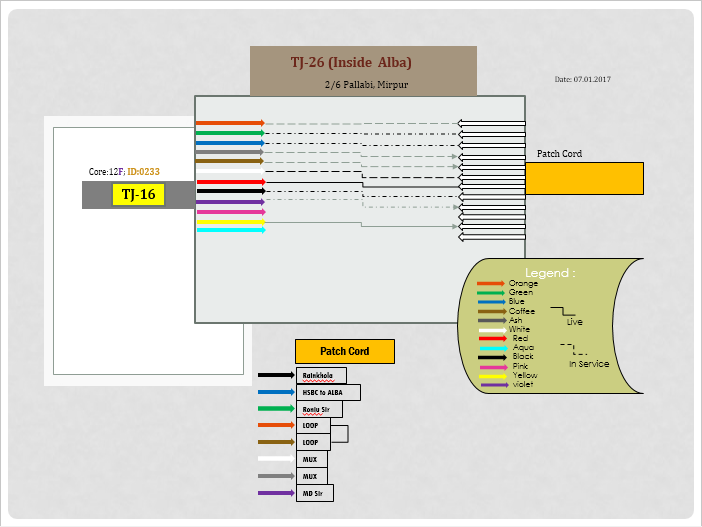 TJ-26 (Inside Alba)
2/6 Pallabi, Mirpur
Date: 07.01.2017
Patch Cord
Core:12F; ID:0233
TJ-16
Legend :
Orange
Green
Blue
Coffee
Ash
White
Red
Aqua
Black
Pink
Yellow
violet
Live
In Service
Patch Cord
Rainkhola
HSBC to ALBA
Roniu Sir
LOOP
LOOP
MUX
MUX
MD Sir